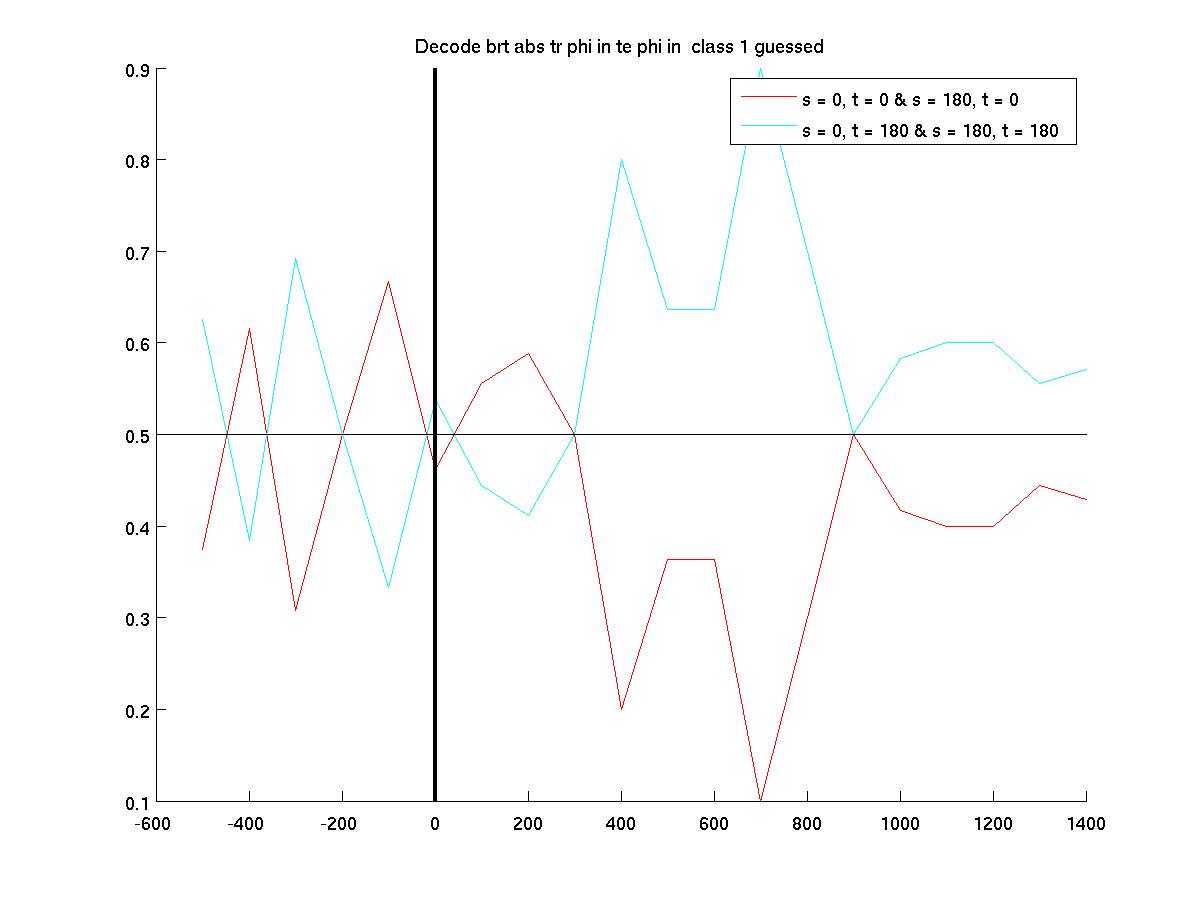 Decode brt abs tr phi in te phi in  class 1 guessed
s = 0, t = 0 & s = 180, t = 0
s = 0, t = 180 & s = 180, t = 180
0.9
0.8
0.7
0.6
0.5
0.4
0.3
0.2
0.1
-600 -400 -200 0 200 400 600 800 1000 1200 1400